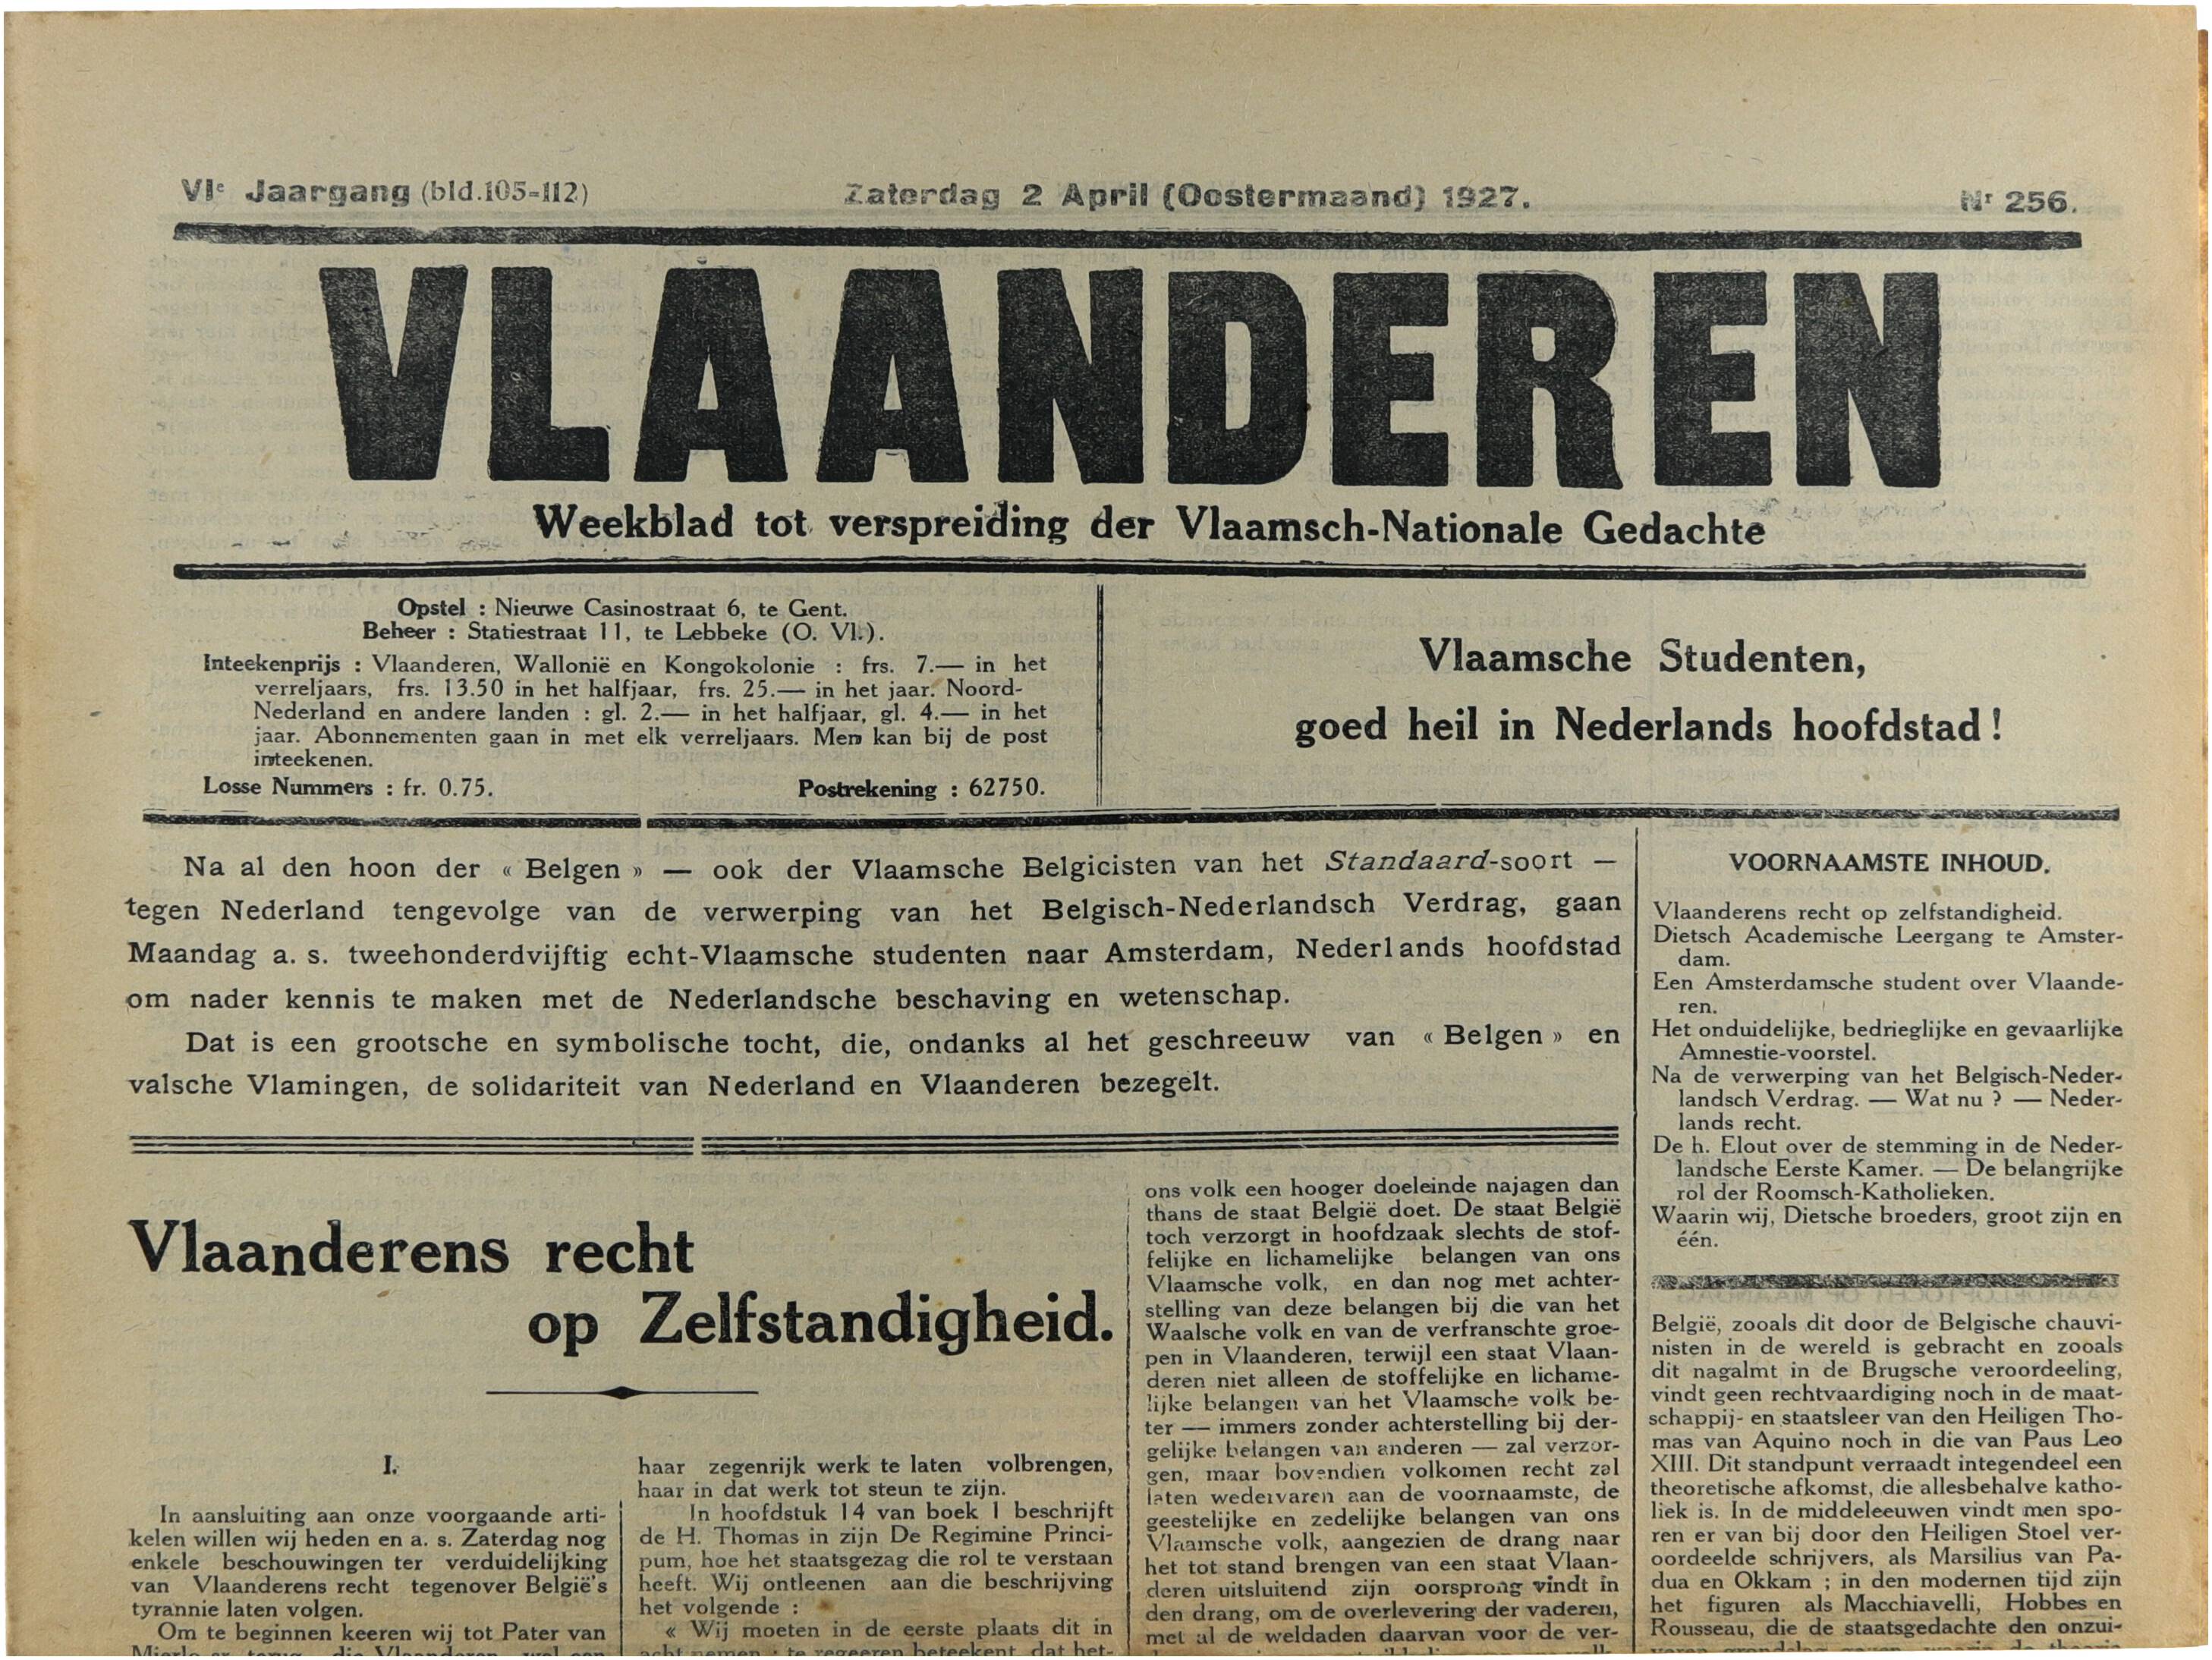 VIe Jaargang (bld.105-112)
Zaterdag 2 April (Oostermaand) 1927.
Nr 256.
VLAANDEREN
Weekblad tot verspreiding der Vlaamsch-Nationale Gedachte
Opstel : Nieuwe Casinostraat 6, te Gent.
Beheer : Statiestraat 11, te Lebbeke (O. Vl.).
Inteekenprijs : Vlaanderen, Wallonië en Kongokolonie : frs. 7.— in het
verreljaars, frs. 13.50 in het halfjaar, frs. 25.— in het jaar. Noord-
Nederland en andere landen : gl. 2.— in het halfjaar, gl. 4.— in het
jaar. Abonnementen gaan in met elk verreljaars. Men kan bij de post
inteekenen.
Losse Nummers : fr. 0.75. Postrekening : 62750.
Vlaamsche Studenten,
goed heil in Nederlands hoofdstad !
Na al den hoon der « Belgen » — ook der Vlaamsche Belgicisten van het Standaard-soort —
tegen Nederland tengevolge van de verwerping van het Belgisch-Nederlandsch Verdrag, gaan
Maandag a. s. tweehonderdvijftig echt-Vlaamsche studenten naar Amsterdam, Nederlands hoofdstad
om nader kennis te maken met de Nederlandsche beschaving en wetenschap.
Dat is een grootsche en symbolische tocht, die, ondanks al het geschreeuw van « Belgen » en
valsche Vlamingen, de solidariteit van Nederland en Vlaanderen bezegelt.
Vlaanderens recht
op Zelfstandigheid.
I.
In aansluiting aan onze voorgaande arti-
kelen willen wij heden en a. s. Zaterdag nog
enkele beschouwingen ter verduidelijking
van Vlaanderens recht tegenover België's
tyrannie laten volgen.
Om te beginnen keeren wij tot Pater van
haar zegenrijk werk te laten volbrengen,
haar in dat werk tot steun te zijn.
In hoofdstuk 14 van boek I beschrijft
de H. Thomas in zijn De Regimine Princi-
pum, hoe het staatsgezag die rol te verstaan
heeft. Wij ontleenen aan die beschrijving
het volgende :
« Wij moeten in de eerste plaats dit in
acht nemen : te regeeren beteekent dat het-
ons volk een hooger doeleinde najagen dan
thans de staat België doet. De staat België
toch verzorgt in hoofdzaak slechts de stof-
felijke en lichamelijke belangen van ons
Vlaamsche volk, en dan nog met achter-
stelling van deze belangen bij die van het
Waalsche volk en van de verfranschte groe-
pen in Vlaanderen, terwijl een staat Vlaan-
deren niet alleen de stoffelijke en lichame-
lijke belangen van het Vlaamsche volk be-
ter — immers zonder achterstelling bij der-
gelijke belangen van anderen — zal verzor-
gen, maar bovendien volkomen recht zal
laten wedervaren aan de voornaamste, de
geestelijke en zedelijke belangen van ons
Vlaamsche volk, aangezien de drang naar
het tot stand brengen van een staat Vlaan-
deren uitsluitend zijn oorsprong vindt in
den drang, om de overlevering der vaderen,
met al de weldaden daarvan voor de ver-
VOORNAAMSTE INHOUD.
Vlaanderens recht op zelfstandigheid.
Dietsch Academische Leergang te Amster-
dam.
Een Amsterdamsche student over Vlaande-
ren.
Het onduidelijke, bedrieglijke en gevaarlijke
Amnestie-voorstel.
Na de verwerping van het Belgisch-Neder-
landsch Verdrag. — Wat nu ? — Neder-
lands recht.
De h. Elout over de stemming in de Neder-
landsche Eerste Kamer. — De belangrijke
rol der Roomsch-Katholieken.
Waarin wij, Dietsche broeders, groot zijn en
één.
België, zooals dit door de Belgische chauvi-
nisten in de wereld is gebracht en zooals
dit nagalmt in de Brugsche veroordeeling,
vindt geen rechtvaardiging noch in de maat-
schappij- en staatsleer van den Heiligen Tho-
mas van Aquino noch in die van Paus Leo
XIII. Dit standpunt verraadt integendeel een
theoretische afkomst, die allesbehalve katho-
liek is. In de middeleeuwen vindt men spo-
ren er van bij door den Heiligen Stoel ver-
oordeelde schrijvers, als Marsilius van Pa-
dua en Okkam ; in den modernen tijd zijn
het figuren als Macchiavelli, Hobbes en
Rousseau, die de staatsgedachte den onzui-